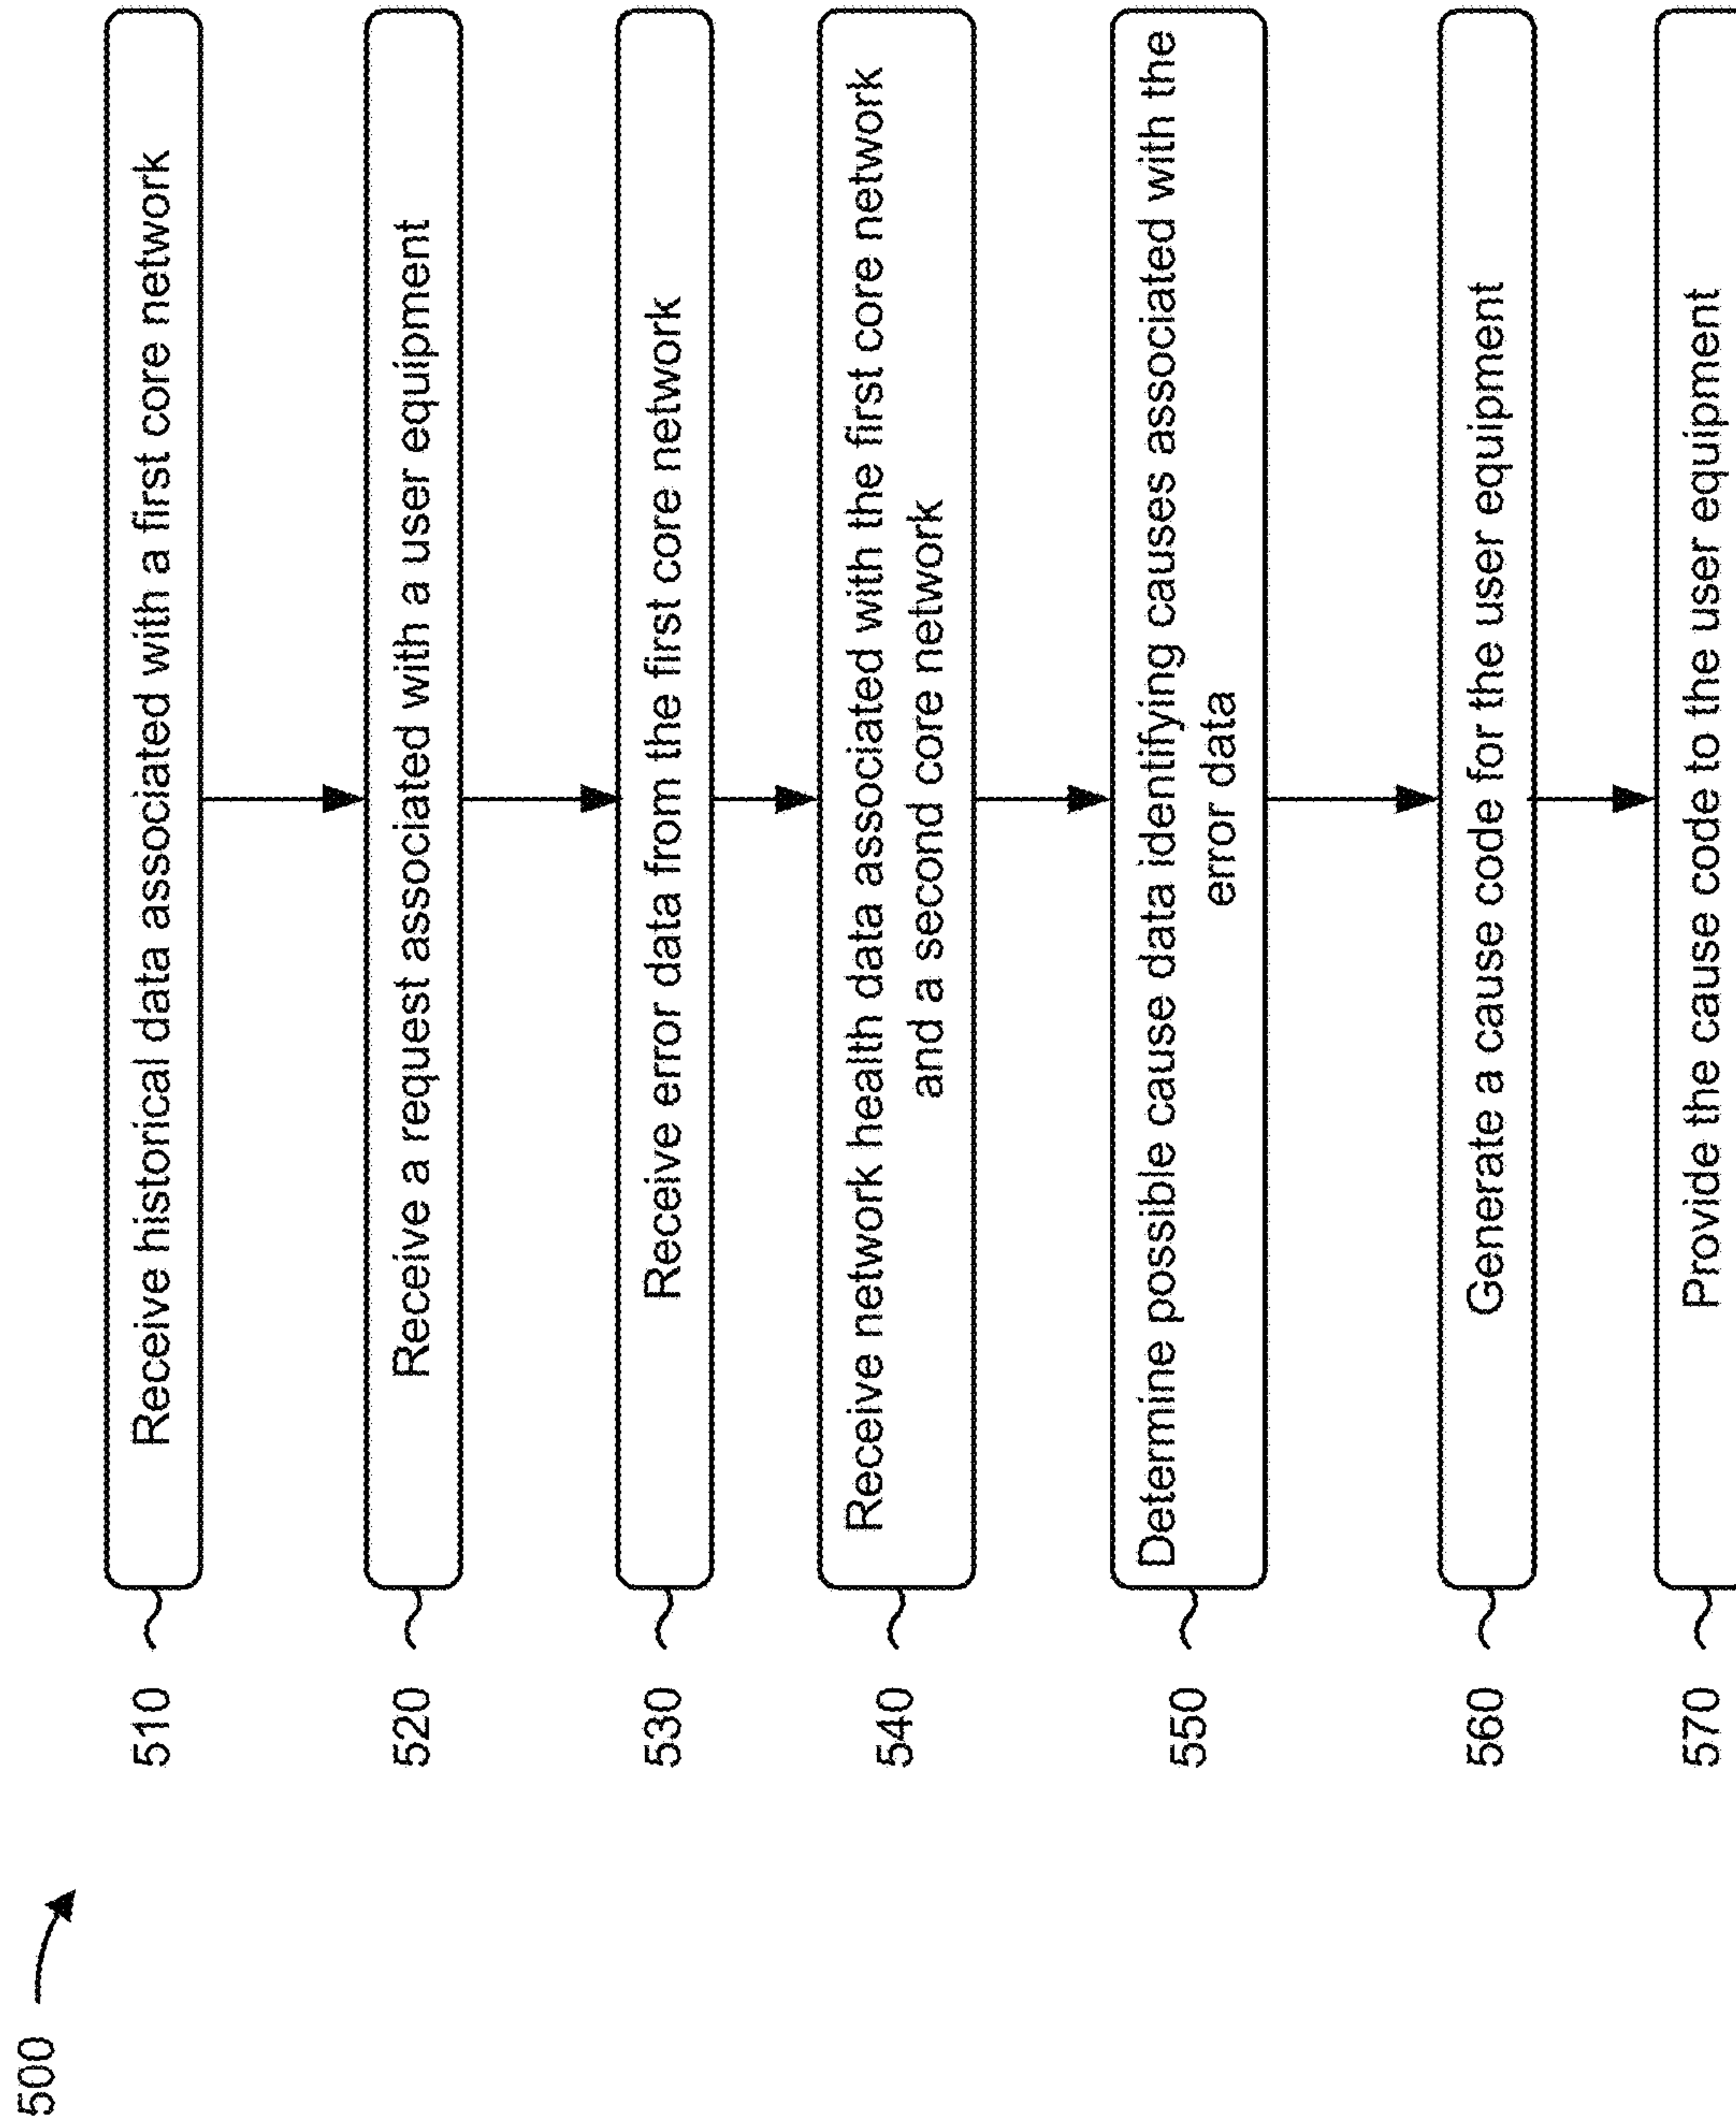 500
510
Receive historical data associated with a first core network
520
Receive a request associated with a user equipment
530
Receive error data from the first core network
540
Receive network health data associated with the first core network
and a second core network
550
Determine possible cause data identifying causes associated with the
error data
560
Generate a cause code for the user equipment
570
Provide the cause code to the user equipment